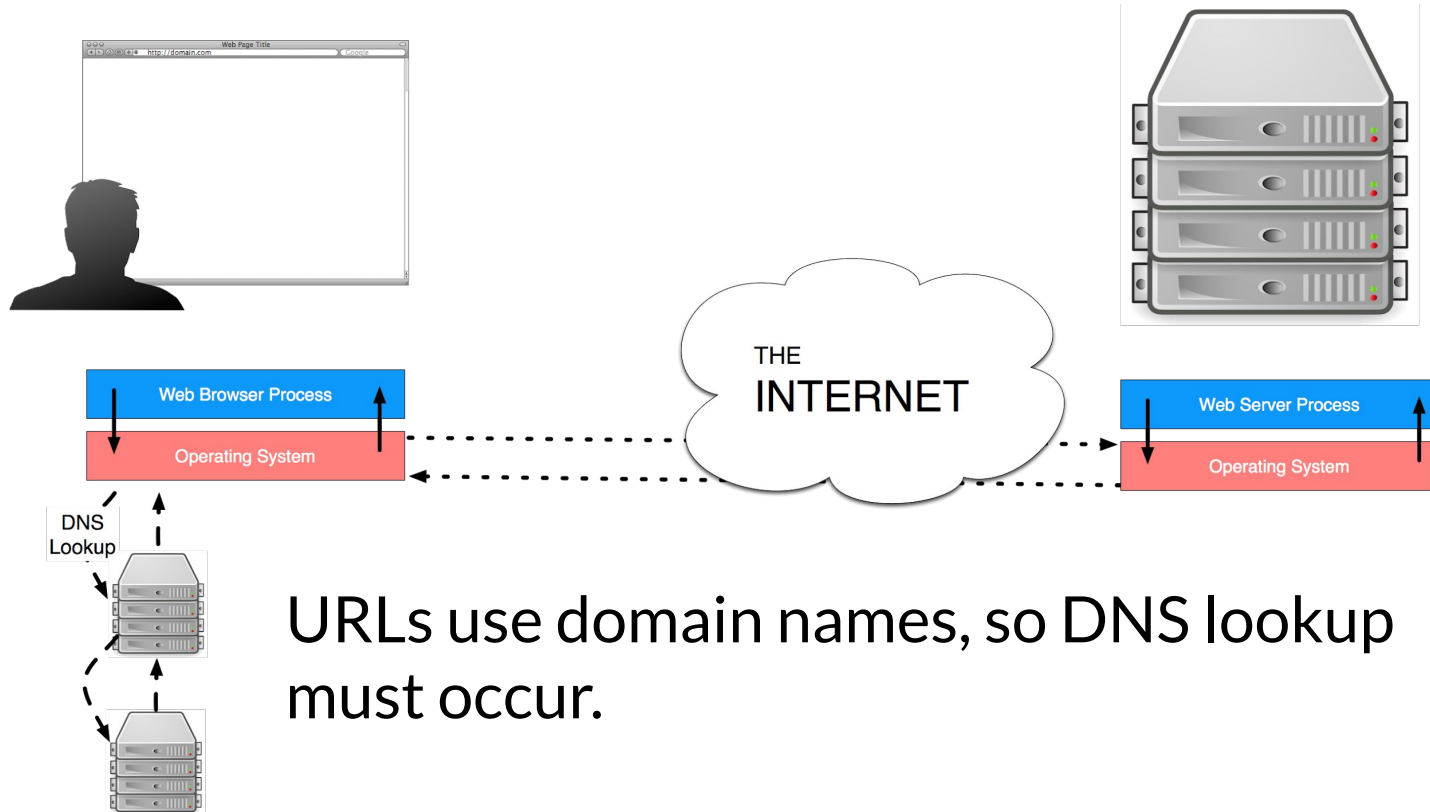 Web Page Title
http://domain.com
Google
THE
INTERNET
Web Browser Process
Operating System
Web Server Process
Operating System
DNS
Lookup
URLs use domain names, so DNS lookup
must occur.